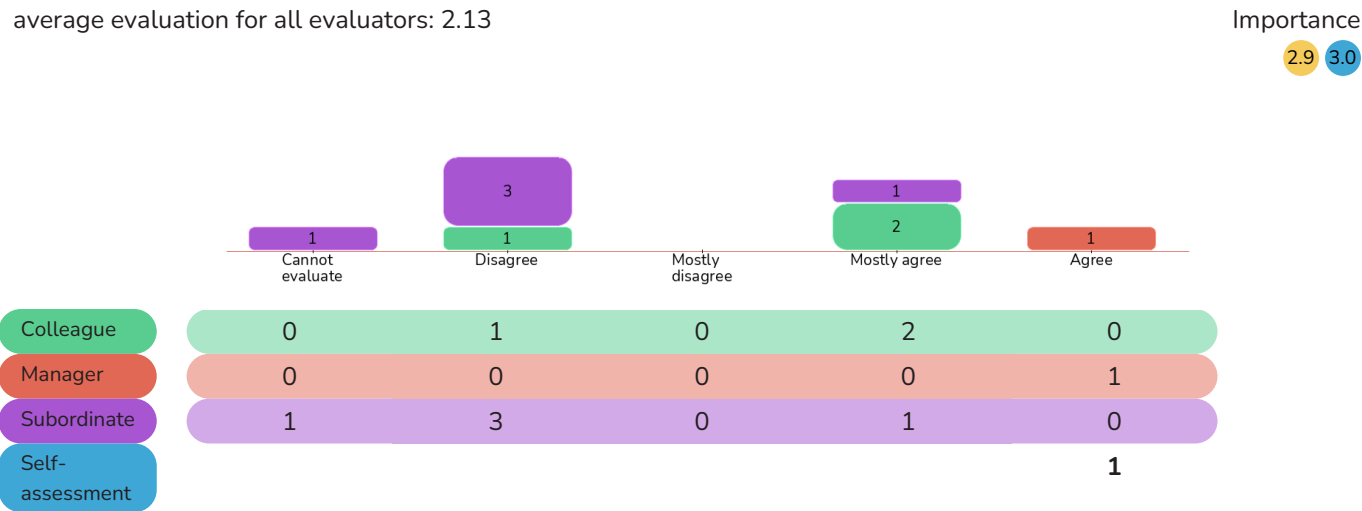 average evaluation for all evaluators: 2.13
Importance
2.9 3.0
3
1
1 1 2 1
Cannot evaluate Disagree Mostly disagree Mostly agree Agree
Colleague 0 1 0 2 0
Manager 0 0 0 0 1
Subordinate 1 3 0 1 0
Self-
assessment 1